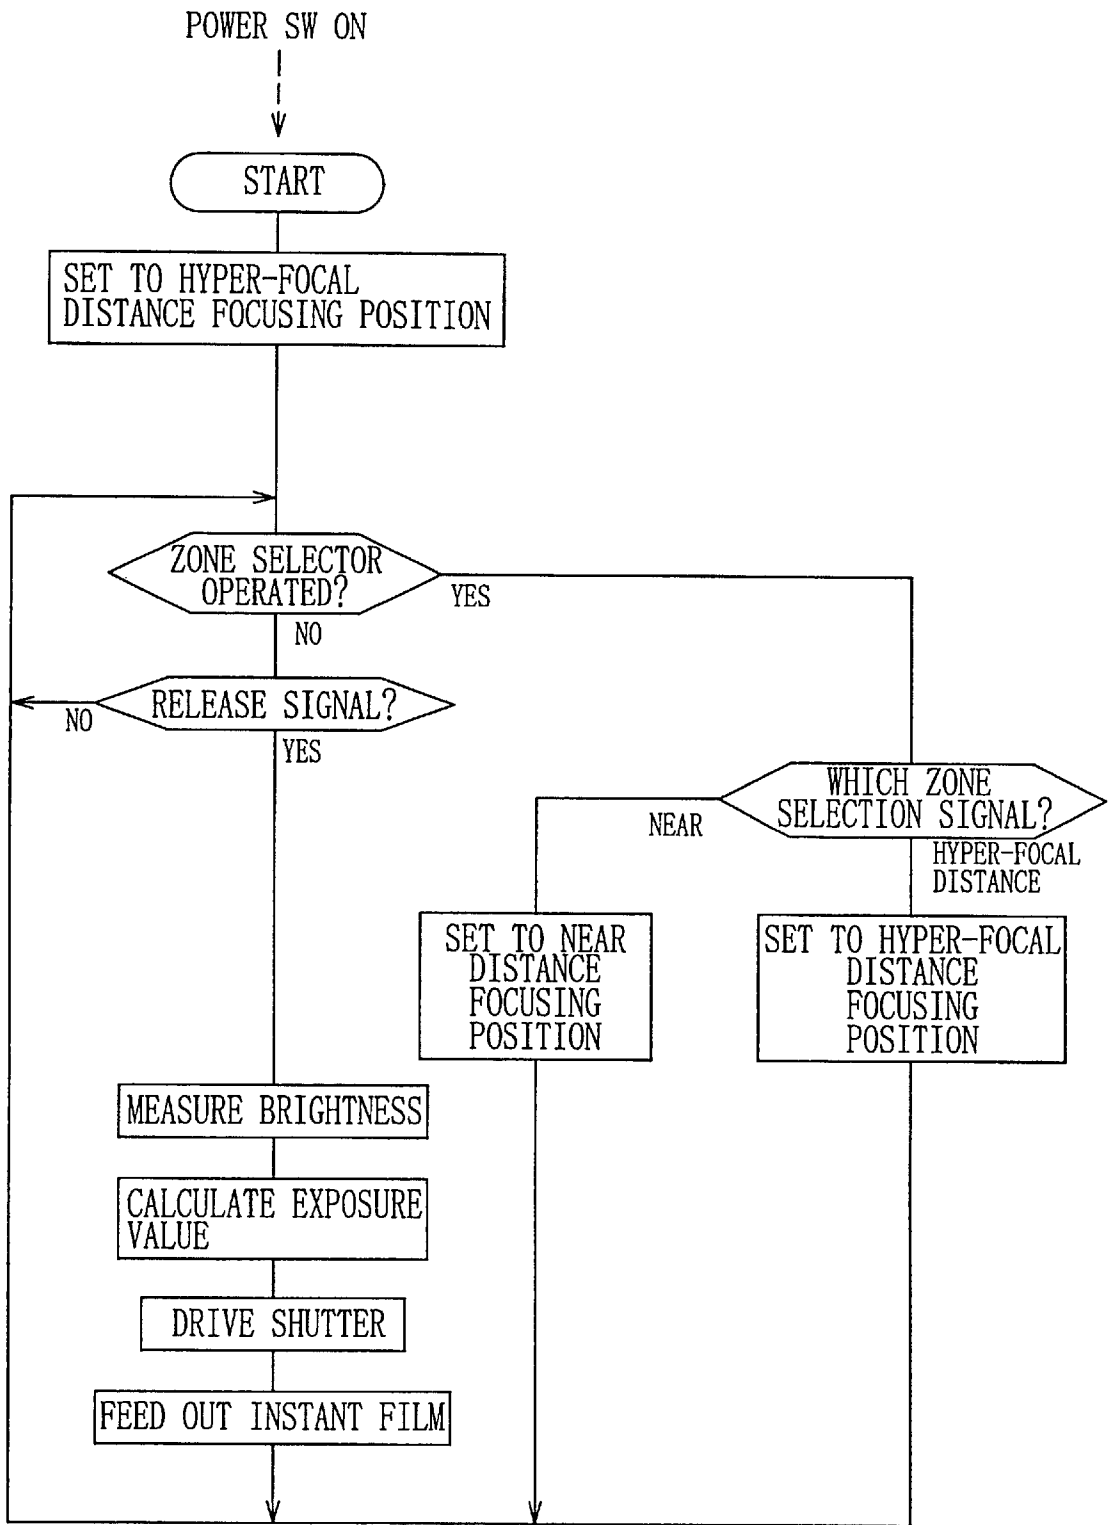 POWER SW ON
START
SET TO HYPER-FOCAL
DISTANCE FOCUSING POSITION
ZONE SELECTOR
OPERATED?
YES
NO
RELEASE SIGNAL?
NO
YES
WHICH ZONE
SELECTION SIGNAL?
NEAR
HYPER-FOCAL
DISTANCE
SET TO NEAR
DISTANCE
FOCUSING
POSITION
SET TO HYPER-FOCAL
DISTANCE
FOCUSING
POSITION
MEASURE BRIGHTNESS
CALCULATE EXPOSURE
VALUE
DRIVE SHUTTER
FEED OUT INSTANT FILM